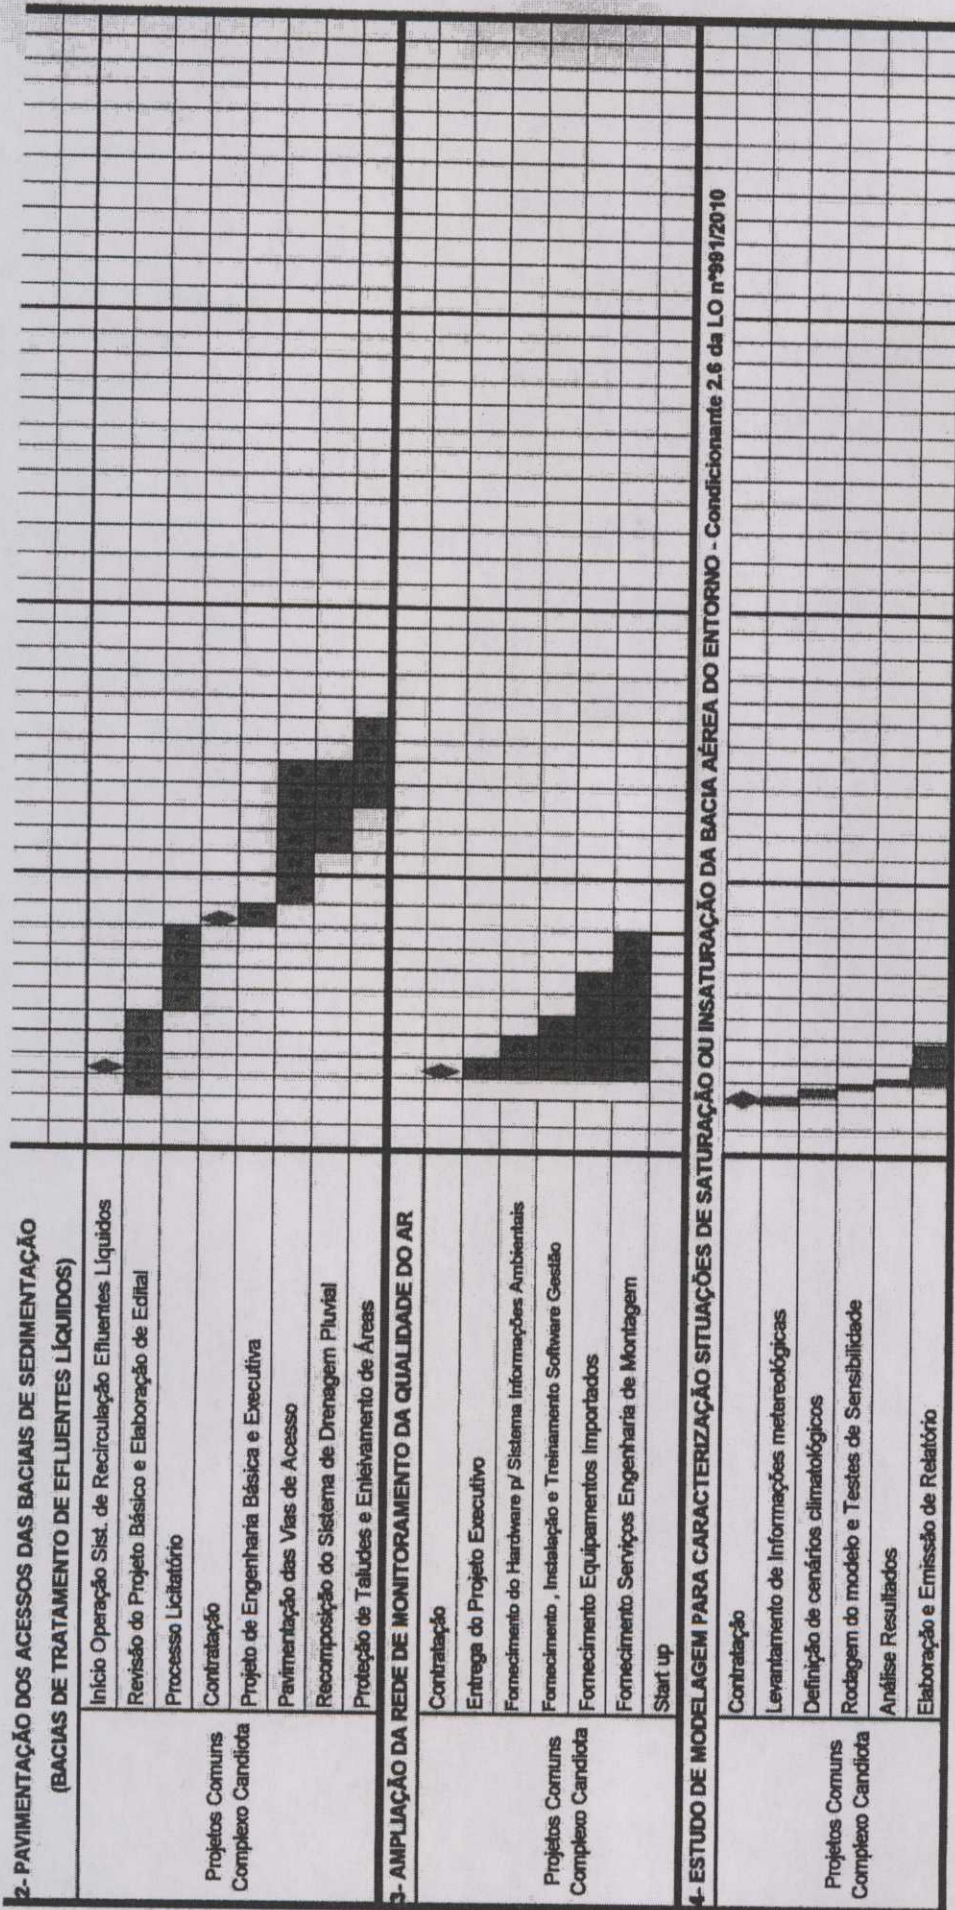 2- PAVIMENTAÇÃO DOS ACESSOS DAS BACIAIS DE SEDIMENTAÇÃO
(BACIAS DE TRATAMENTO DE EFLUENTES LÍQUIDOS)
Projetos Comuns
Complexo Candiota
Início Operação Sist. de Recirculação Efluentes Líquidos
Revisão do Projeto Básico e Elaboração de Edital
Processo Licitatório
Contratação
Projeto de Engenharia Básica e Executiva
Pavimentação das Vias de Acesso
Recomposição do Sistema de Drenagem Pluvial
Proteção de Taludes e Enleivamento de Áreas
3- AMPLIAÇÃO DA REDE DE MONITORAMENTO DA QUALIDADE DO AR
Projetos Comuns
Complexo Candiota
Contratação
Entrega do Projeto Executivo
Fornecimento do Hardware p/ Sistema Informações Ambientais
Fornecimento , Instalação e Treinamento Software Gestão
Fornecimento Equipamentos Importados
Fornecimento Serviços Engenharia de Montagem
Start up
4- ESTUDO DE MODELAGEM PARA CARACTERIZAÇÃO SITUAÇÕES DE SATURAÇÃO OU INSATURAÇÃO DA BACIA AÉREA DO ENTORNO - Condicionante 2.6 da LO nº991/2010
Projetos Comuns
Complexo Candiota
Contratação
Levantamento de Informações metereológicas
Definição de cenários climatológicos
Rodagem do modelo e Testes de Sensibilidade
Análise Resultados
Elaboração e Emissão de Relatório